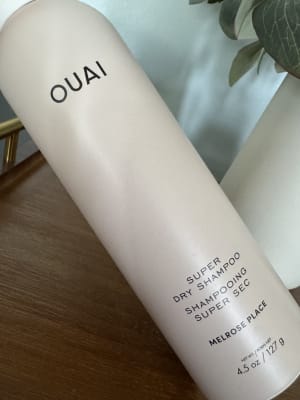 OUAI
SUPER
DRY SHAMPOO
SHAMPOOING
SUPER SEC
MELROSE PLACE
4.5 oz / 127 g